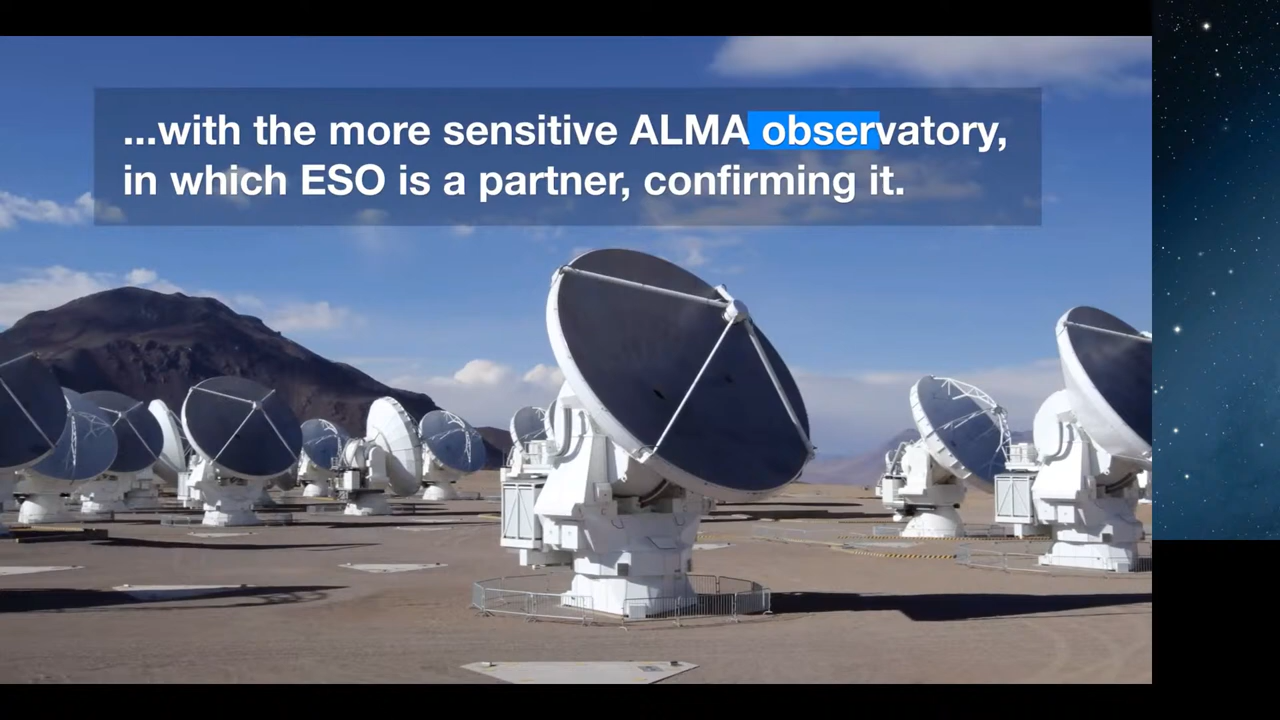 ...with the more sensitive ALMA observatory,
in which ESO is a partner, confirming it.